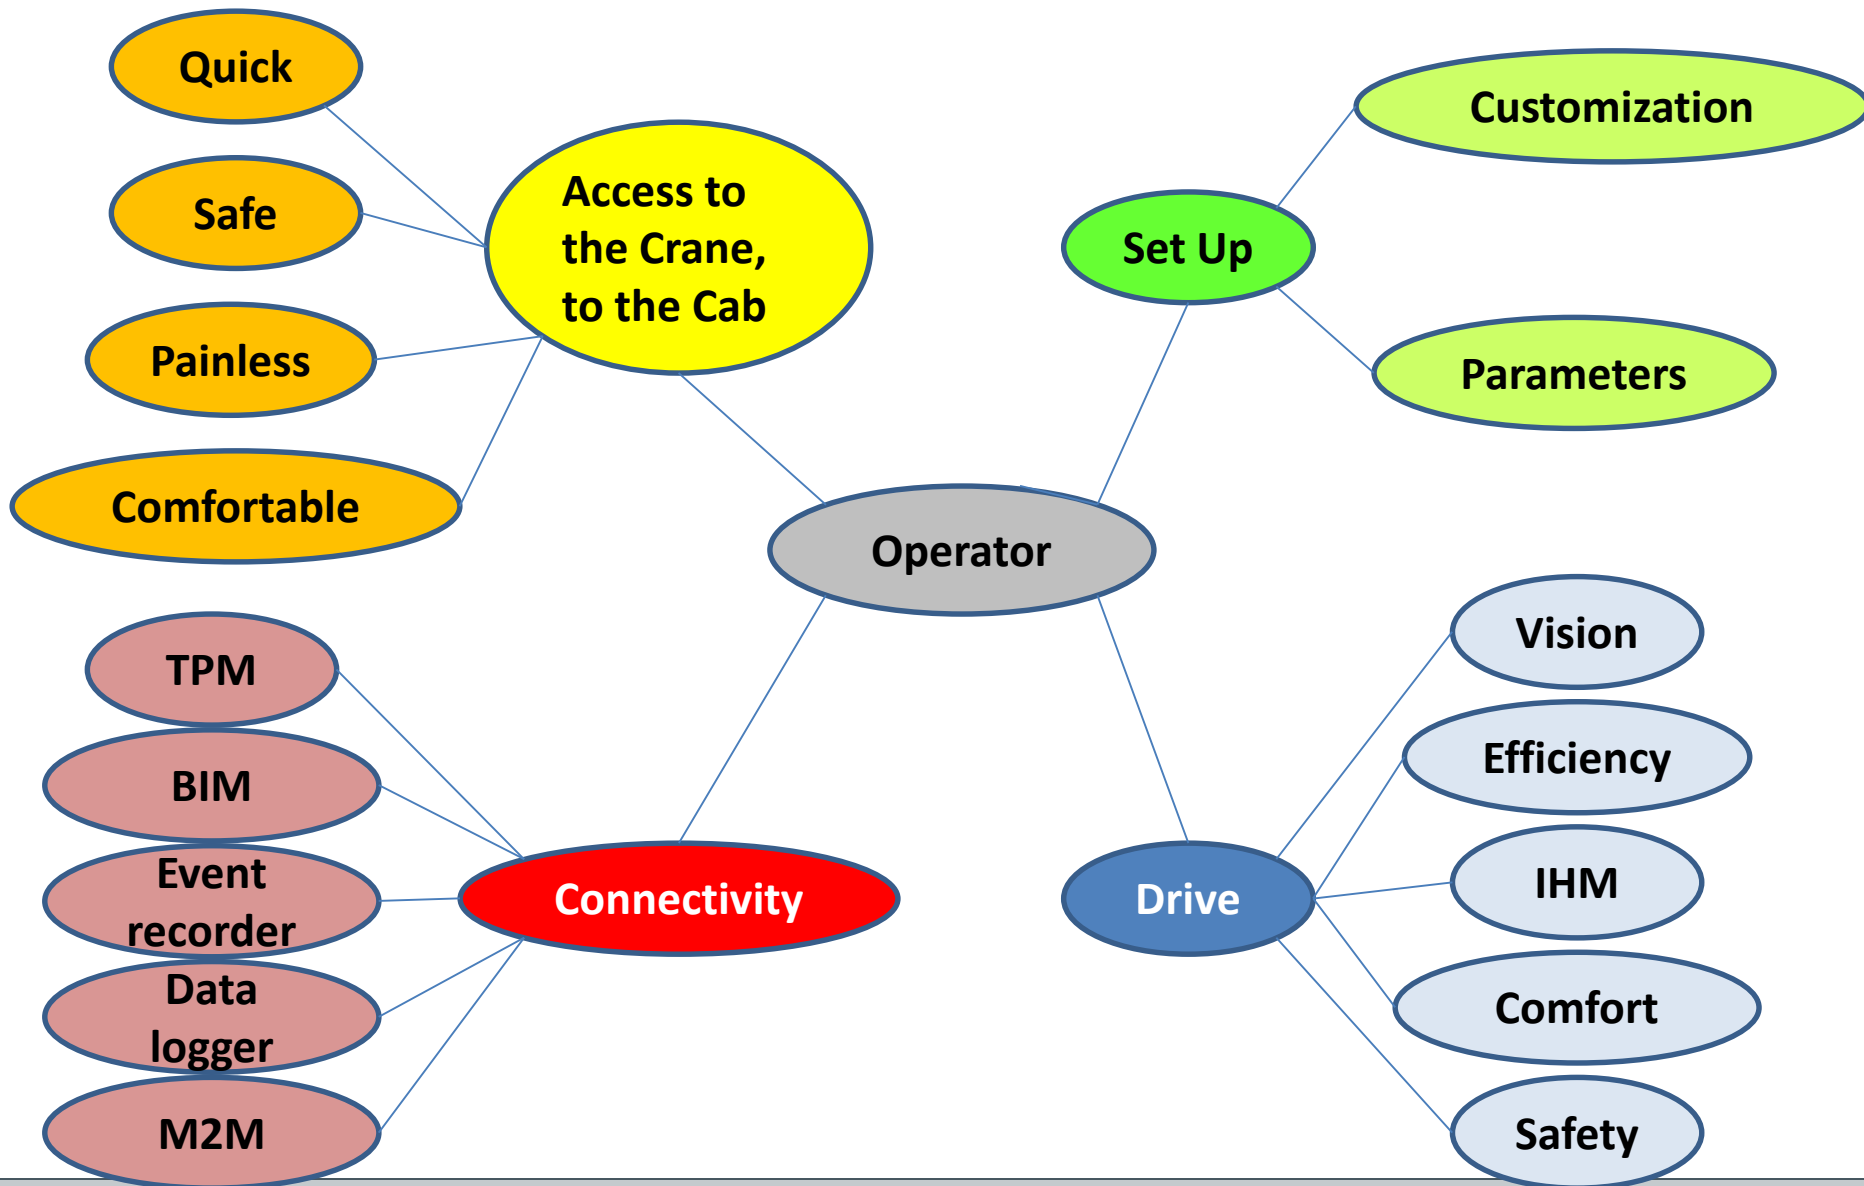 Quick
Safe
Painless
Comfortable
Access to
the Crane,
to the Cab
Set Up
Customization
Parameters
Operator
TPM
BIM
Event
recorder
Data
logger
M2M
Connectivity
Drive
Vision
Efficiency
IHM
Comfort
Safety